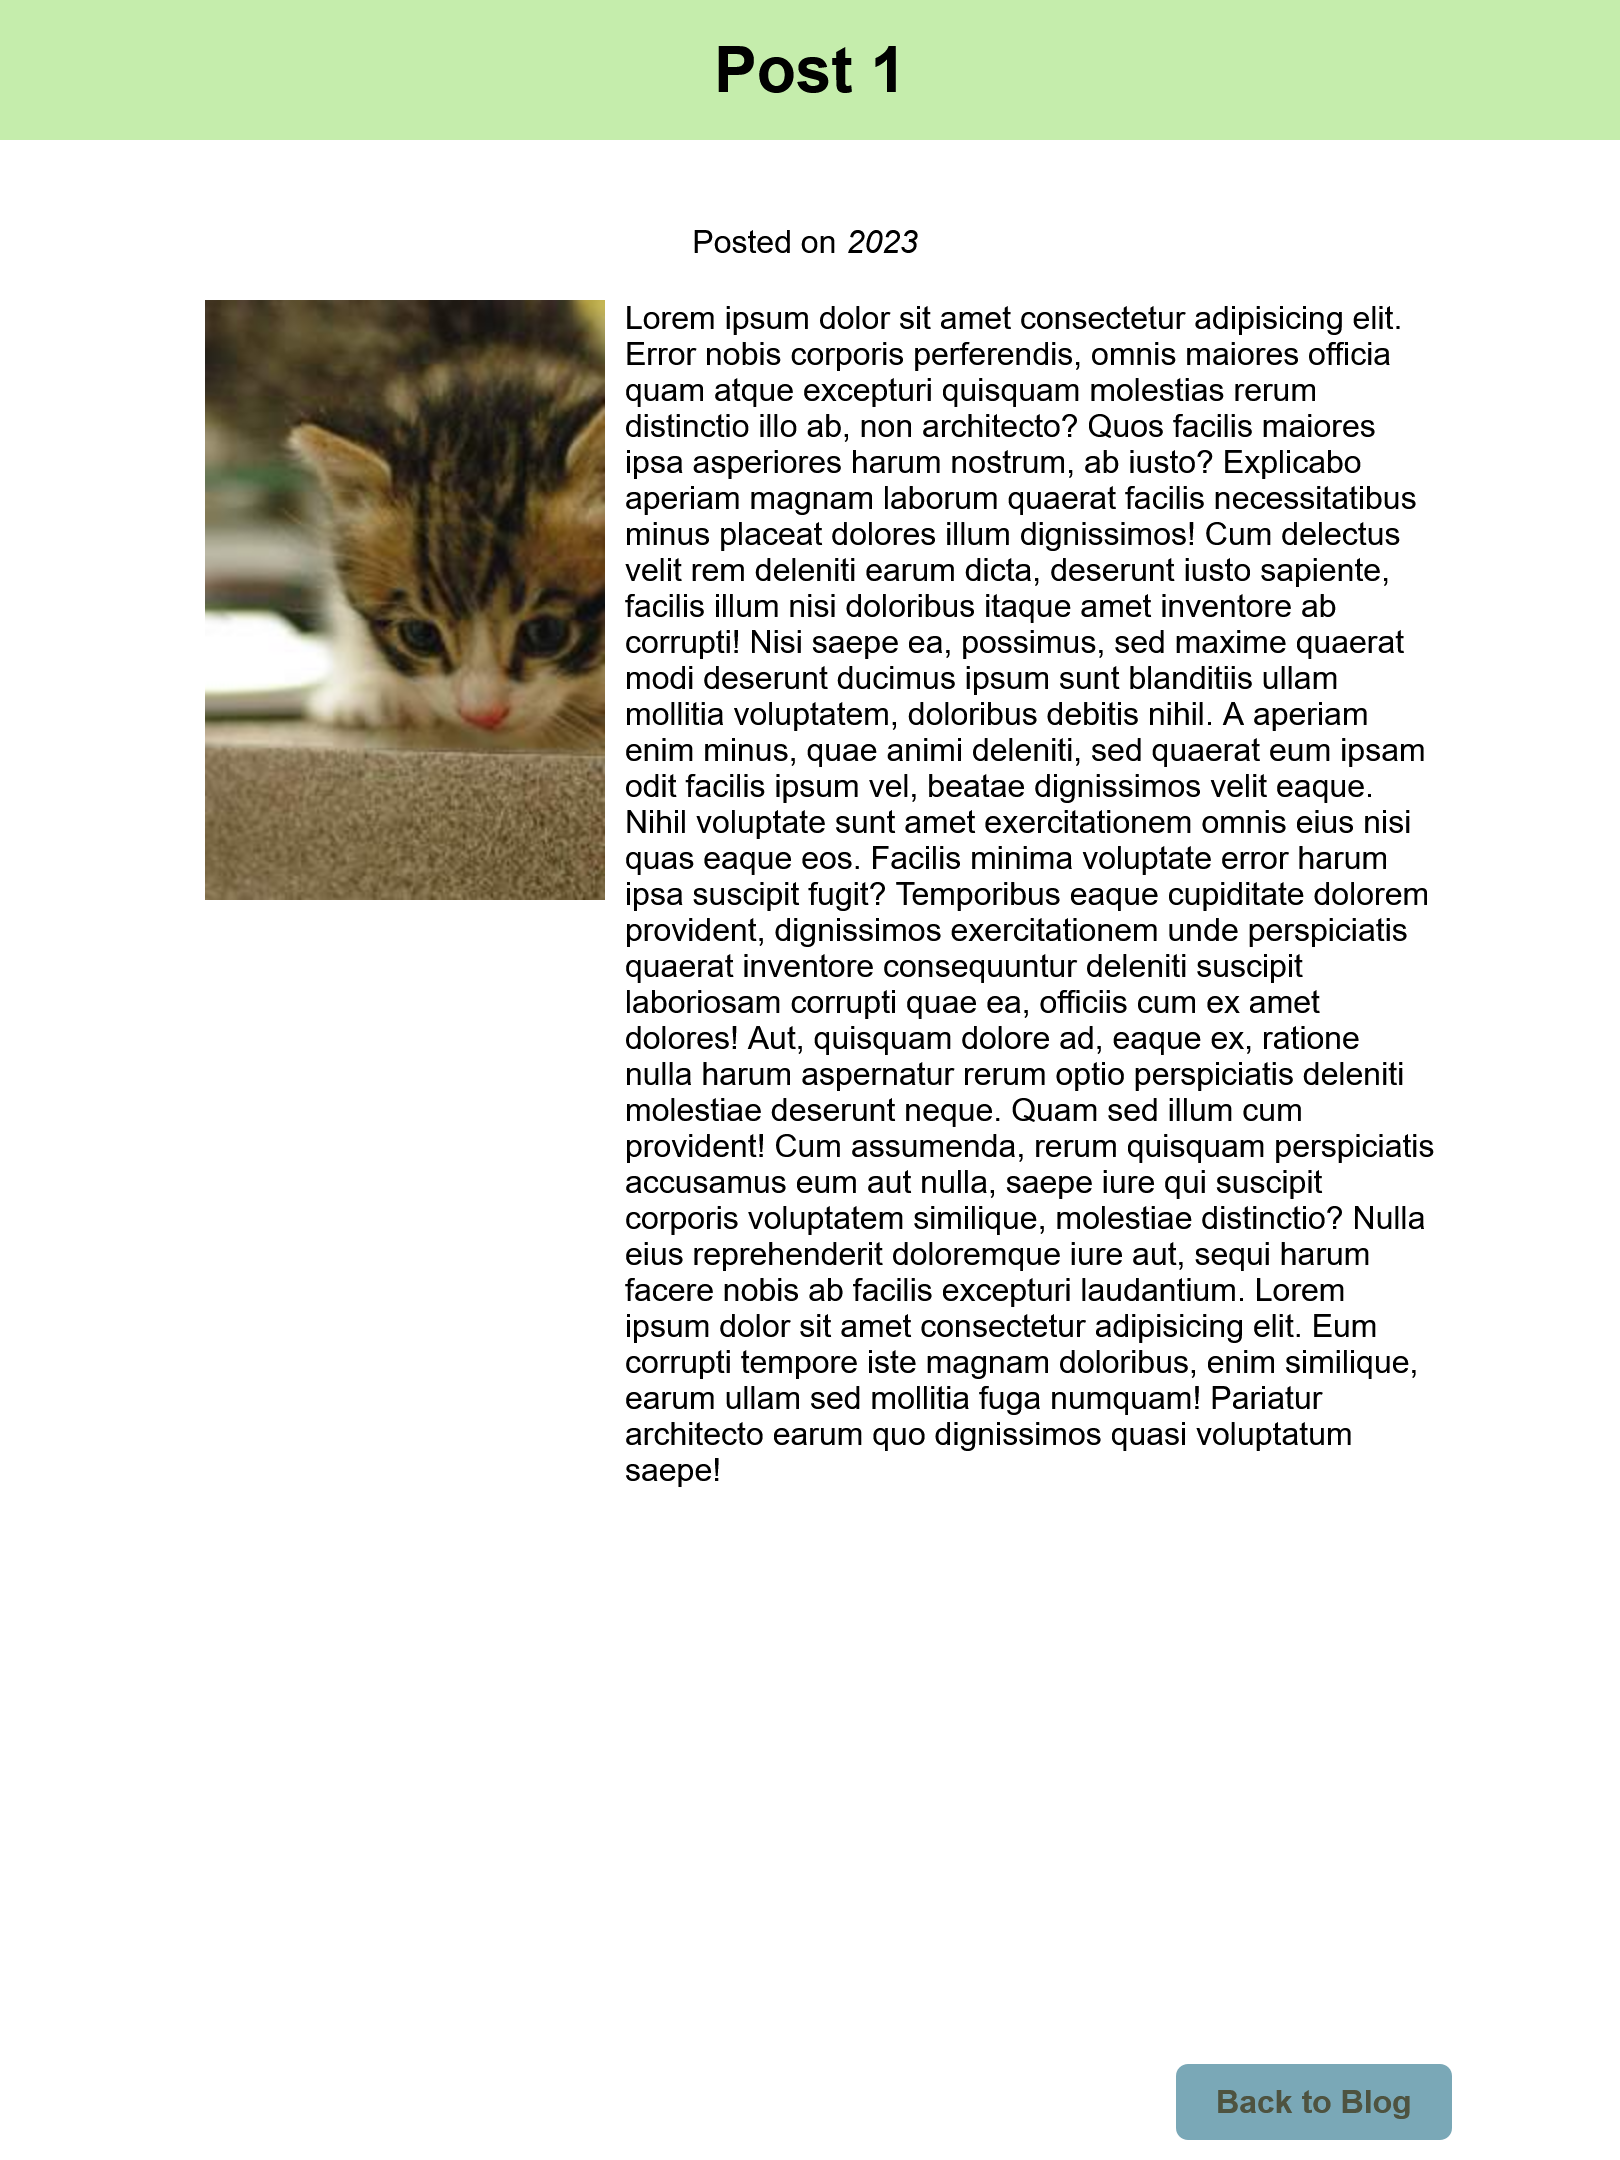 Post 1
Posted on 2023
Lorem ipsum dolor sit amet consectetur adipisicing elit.
Error nobis corporis perferendis, omnis maiores officia
quam atque excepturi quisquam molestias rerum
distinctio illo ab, non architecto? Quos facilis maiores
ipsa asperiores harum nostrum, ab iusto? Explicabo
aperiam magnam laborum quaerat facilis necessitatibus
minus placeat dolores illum dignissimos! Cum delectus
velit rem deleniti earum dicta, deserunt iusto sapiente,
facilis illum nisi doloribus itaque amet inventore ab
corrupti! Nisi saepe ea, possimus, sed maxime quaerat
modi deserunt ducimus ipsum sunt blanditiis ullam
mollitia voluptatem, doloribus debitis nihil. A aperiam
enim minus, quae animi deleniti, sed quaerat eum ipsam
odit facilis ipsum vel, beatae dignissimos velit eaque.
Nihil voluptate sunt amet exercitationem omnis eius nisi
quas eaque eos. Facilis minima voluptate error harum
ipsa suscipit fugit? Temporibus eaque cupiditate dolorem
provident, dignissimos exercitationem unde perspiciatis
quaerat inventore consequuntur deleniti suscipit
laboriosam corrupti quae ea, officiis cum ex amet
dolores! Aut, quisquam dolore ad, eaque ex, ratione
nulla harum aspernatur rerum optio perspiciatis deleniti
molestiae deserunt neque. Quam sed illum cum
provident! Cum assumenda, rerum quisquam perspiciatis
accusamus eum aut nulla, saepe iure qui suscipit
corporis voluptatem similique, molestiae distinctio? Nulla
eius reprehenderit doloremque iure aut, sequi harum
facere nobis ab facilis excepturi laudantium. Lorem
ipsum dolor sit amet consectetur adipisicing elit. Eum
corrupti tempore iste magnam doloribus, enim similique,
earum ullam sed mollitia fuga numquam! Pariatur
architecto earum quo dignissimos quasi voluptatum
saepe!
Back to Blog